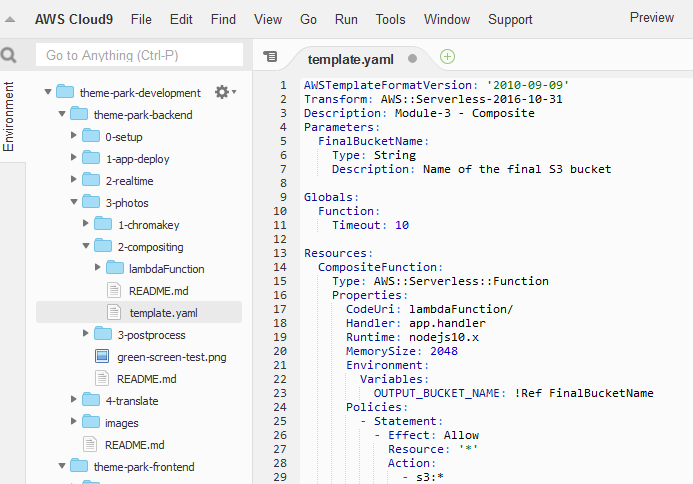 AWS Cloud9 File Edit Find View Go Run Tools Window Support Preview
Go to Anything (Ctrl-P)
template.yaml
Environment
theme-park-development
theme-park-backend
0-setup
1-app-deploy
2-realtime
3-photos
1-chromakey
2-compositing
lambdaFunction
README.md
template.yaml
3-postprocess
green-screen-test.png
README.md
4-translate
images
README.md
theme-park-frontend
1 AWSTemplateFormatVersion: '2010-09-09'
2 Transform: AWS::Serverless-2016-10-31
3 Description: Module-3 - Composite
4 Parameters:
5 FinalBucketName:
6 Type: String
7 Description: Name of the final S3 bucket
8
9 Globals:
10 Function:
11 Timeout: 10
12
13 Resources:
14 CompositeFunction:
15 Type: AWS::Serverless::Function
16 Properties:
17 CodeUri: lambdaFunction/
18 Handler: app.handler
19 Runtime: nodejs10.x
20 MemorySize: 2048
21 Environment:
22 Variables:
23 OUTPUT_BUCKET_NAME: !Ref FinalBucketName
24 Policies:
25 - Statement:
26 - Effect: Allow
27 Resource: '*'
28 Action:
29 - s3:*